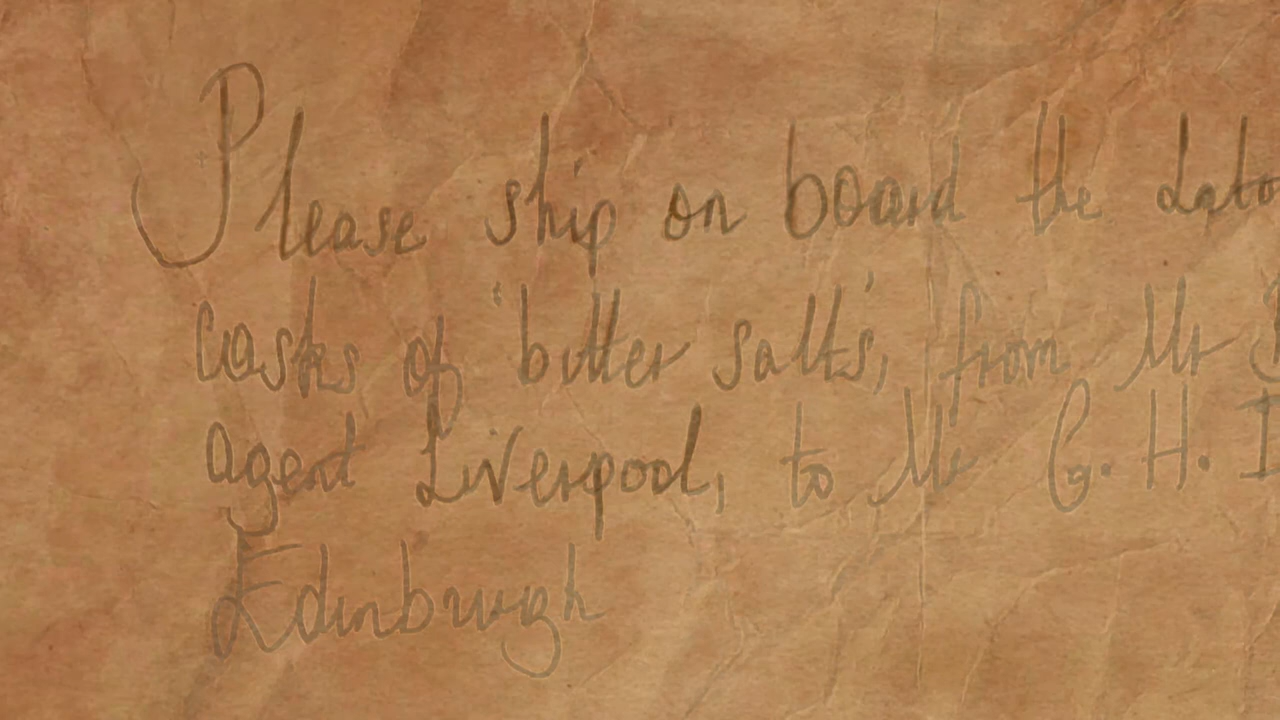 Please ship on board the
casks of 'bitter salts', from Mr
agent Liverpool, to Mr G. H.
Edinburgh